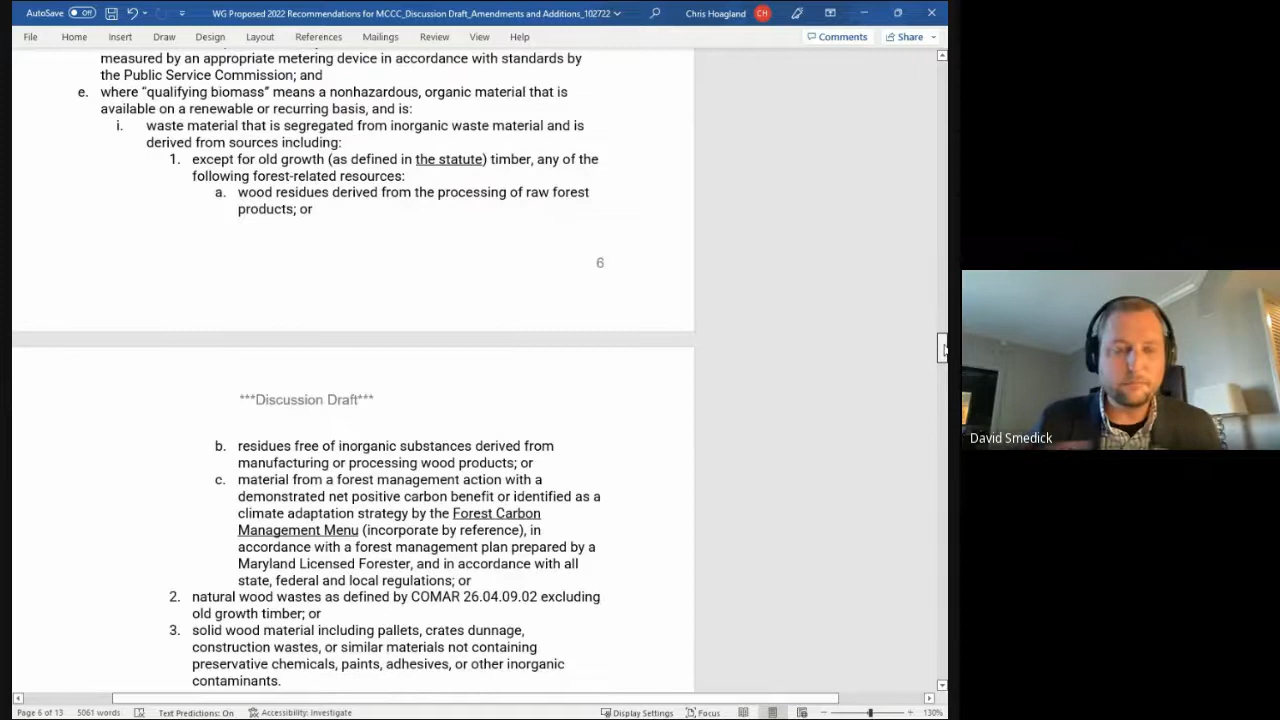 AutoSave Off WG Proposed 2022 Recommendations for MCCC_Discussion Draft_Amendments and Additions_102722 Chris Hoagland CH
File Home Insert Draw Design Layout References Mailings Review View Help Comments Share
measured by an appropriate metering device in accordance with standards by
the Public Service Commission; and
e. where “qualifying biomass” means a nonhazardous, organic material that is
available on a renewable or recurring basis, and is:
i. waste material that is segregated from inorganic waste material and is
derived from sources including:
1. except for old growth (as defined in the statute) timber, any of the
following forest-related resources:
a. wood residues derived from the processing of raw forest
products; or
6
***Discussion Draft***
b. residues free of inorganic substances derived from
manufacturing or processing wood products; or
c. material from a forest management action with a
demonstrated net positive carbon benefit or identified as a
climate adaptation strategy by the Forest Carbon
Management Menu (incorporate by reference), in
accordance with a forest management plan prepared by a
Maryland Licensed Forester, and in accordance with all
state, federal and local regulations; or
2. natural wood wastes as defined by COMAR 26.04.09.02 excluding
old growth timber; or
3. solid wood material including pallets, crates dunnage,
construction wastes, or similar materials not containing
preservative chemicals, paints, adhesives, or other inorganic
contaminants.
David Smedick
Page 6 of 13 5061 words Text Predictions: On Accessibility: Investigate Display Settings Focus 130%